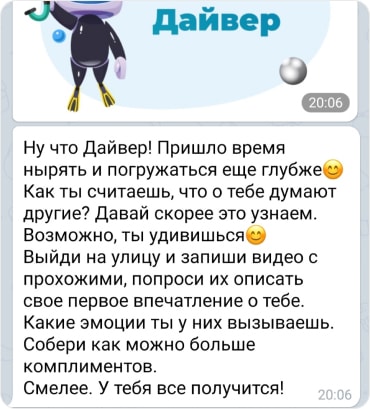 Дайвер
20:06
Ну что Дайвер! Пришло время
нырять и погружаться еще глубже😊
Как ты считаешь, что о тебе думают
другие? Давай скорее это узнаем.
Возможно, ты удивишься😊
Выйди на улицу и запиши видео с
прохожими, попроси их описать
свое первое впечатление о тебе.
Какие эмоции ты у них вызываешь.
Собери как можно больше
комплиментов.
Смелее. У тебя все получится!
20:06